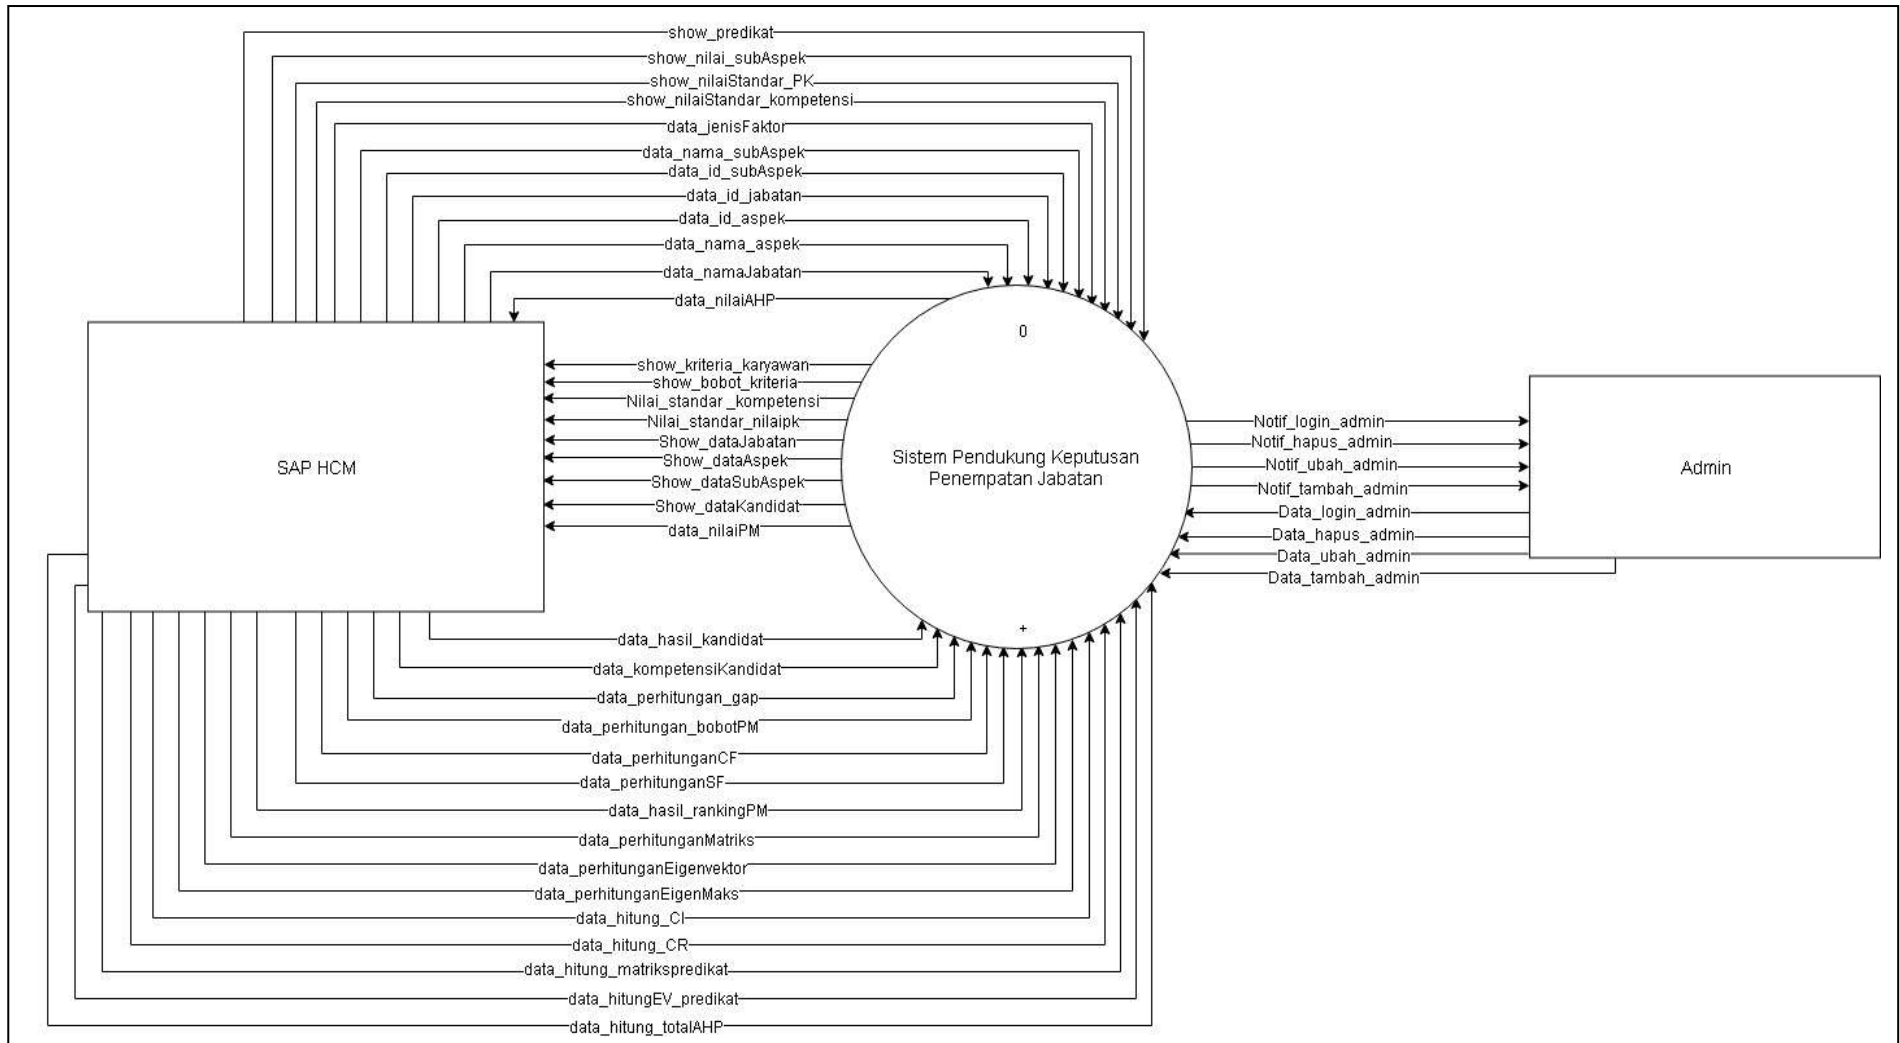 show_predikat
show_nilai_subAspek
show_nilaiStandar_PK
show_nilaiStandar_kompetensi
data_jenisFaktor
data_nama_subAspek
data_id_subAspek
data_id_jabatan
data_id_aspek
data_nama_aspek
data_namaJabatan
data_nilaiAHP
SAP HCM
show_kriteria_karyawan
show_bobot_kriteria
Nilai_standar_kompetensi
Nilai_standar_nilaipk
Show_dataJabatan
Show_dataAspek
Show_dataSubAspek
Show_dataKandidat
data_nilaiPM
0
Sistem Pendukung Keputusan
Penempatan Jabatan
+
Notif_login_admin
Notif_hapus_admin
Notif_ubah_admin
Notif_tambah_admin
Data_login_admin
Data_hapus_admin
Data_ubah_admin
Data_tambah_admin
Admin
data_hasil_kandidat
data_kompetensiKandidat
data_perhitungan_gap
data_perhitungan_bobotPM
data_perhitunganCF
data_perhitunganSF
data_hasil_rankingPM
data_perhitunganMatriks
data_perhitunganEigenvektor
data_perhitunganEigenMaks
data_hitung_CI
data_hitung_CR
data_hitung_matrikspredikat
data_hitungEV_predikat
data_hitung_totalAHP